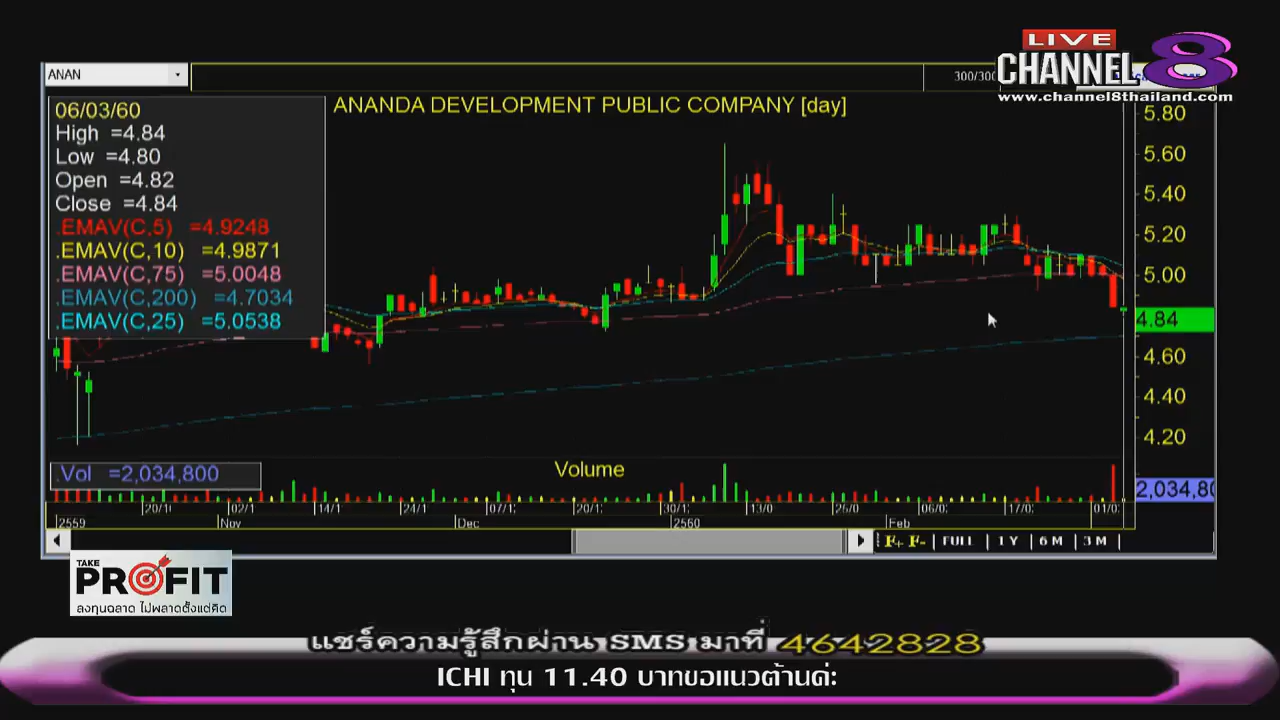 LIVE
CHANNEL 8
www.channel8thailand.com
ANAN
300/300
ANANDA DEVELOPMENT PUBLIC COMPANY [day]
06/03/60
High =4.84
Low =4.80
Open =4.82
Close =4.84
.EMAV(C,5) =4.9248
.EMAV(C,10) =4.9871
.EMAV(C,75) =5.0048
.EMAV(C,200) =4.7034
.EMAV(C,25) =5.0538
5.80
5.60
5.40
5.20
5.00
4.84
4.60
4.40
4.20
.Vol =2,034,800
Volume
2,034,80
20/1 02/1 14/1 24/1 07/1 20/1 30/1 13/0 25/0 06/0 17/0 01/0
2559 Nov Dec 2560 Feb
F+ F- FULL 1 Y 6 M 3 M
TAKE
PROFIT
ลงทุนฉลาด ไม่พลาดตั้งแต่คิด
แชร์ความรู้สึกผ่าน SMS มาที่ 4642828
ICHI ทุน 11.40 บาทขอแนวต้านค่ะ